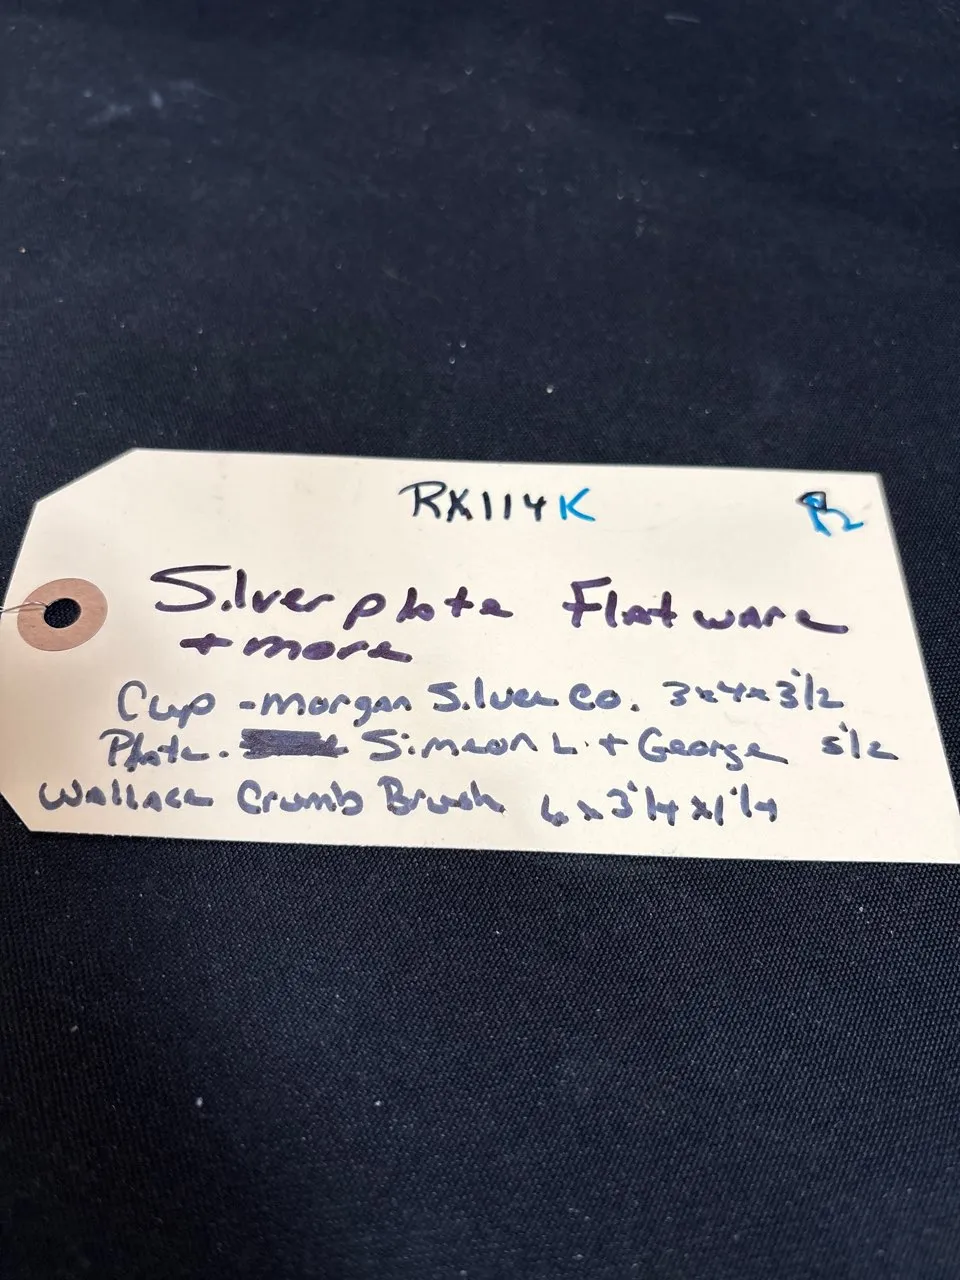 RX114K
Silverplate Flatware
+ more
Cup - Morgan Silver Co. 3x4x3 1/2
Plate - Simeon L. + George 5 1/2
Wallace Crumb Brush 6 x 3 1/4 x 1 1/4